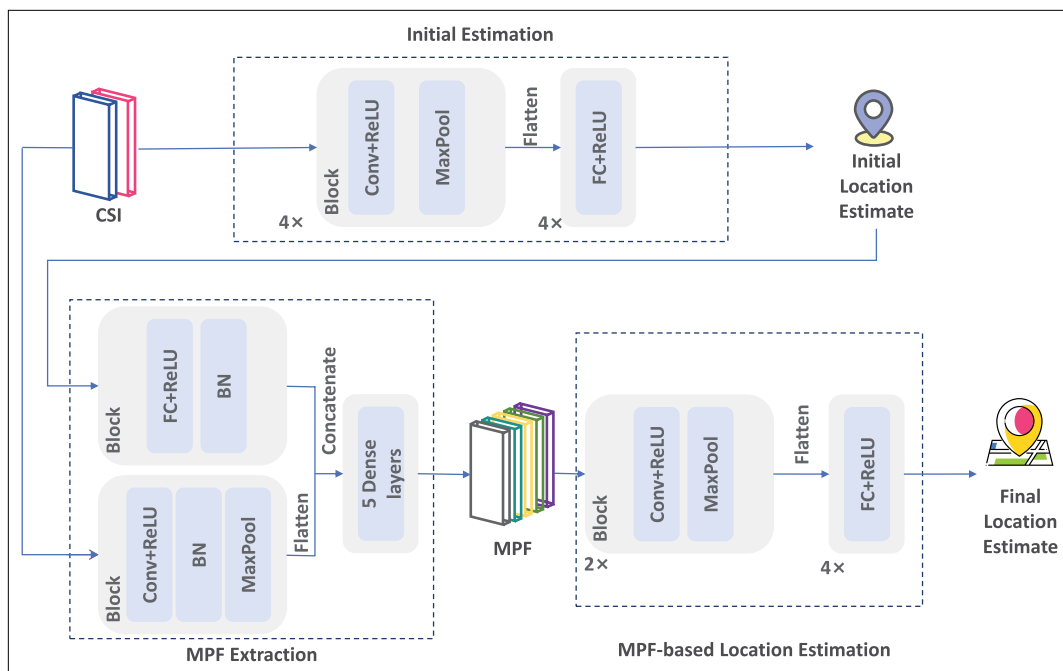 Initial Estimation
CSI
Block
Conv+ReLU
MaxPool
4×
Flatten
FC+ReLU
4×
Initial
Location
Estimate
Block
FC+ReLU
BN
Concatenate
Block
Conv+ReLU
BN
MaxPool
Flatten
5 Dense
layers
MPF Extraction
MPF
Block
Conv+ReLU
MaxPool
2×
Flatten
FC+ReLU
4×
MPF-based Location Estimation
Final
Location
Estimate